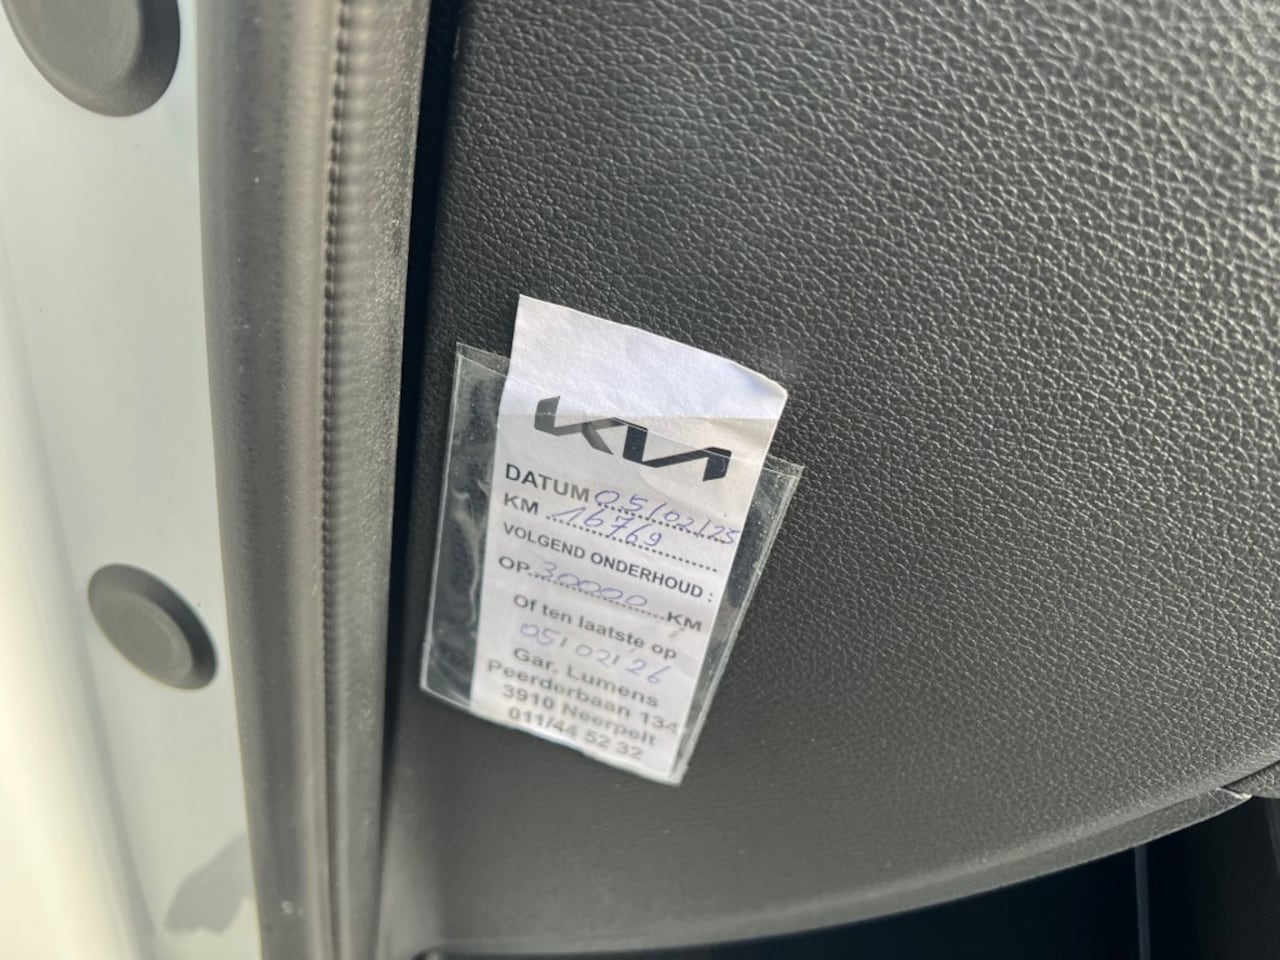 KIA
DATUM 05/02/25
KM 16769
VOLGEND ONDERHOUD :
OP 30000 KM
Of ten laatste op
05/02/26
Gar. Lumens
Peerderbaan 134
3910 Neerpelt
011/44 52 32